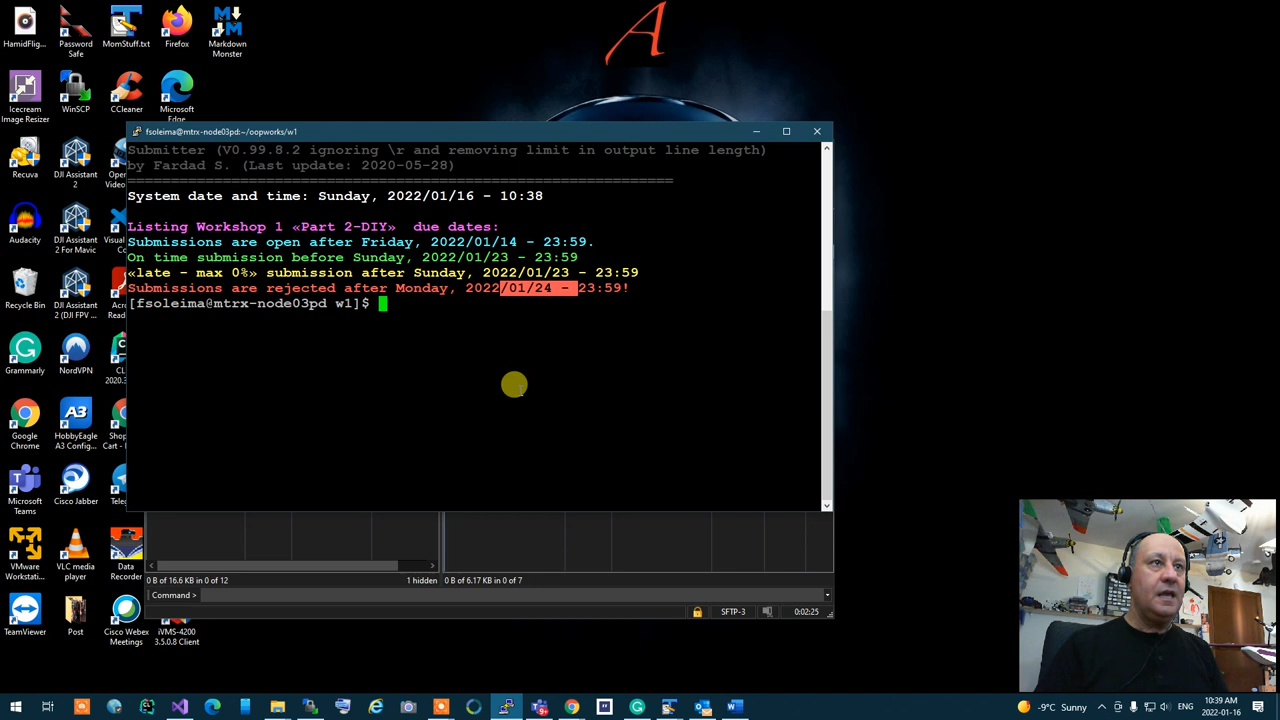 HamidFlig...
Password Safe
MomStuff.txt
Firefox
Markdown Monster
A
Icecream Image Resizer
WinSCP
CCleaner
Microsoft Edge
fsoleima@mtrx-node03pd:~/oopworks/w1
Submitter (V0.99.8.2 ignoring \r and removing limit in output line length)
by Fardad S. (Last update: 2020-05-28)
===============================================================
System date and time: Sunday, 2022/01/16 - 10:38
Listing Workshop 1 «Part 2-DIY»  due dates:
Submissions are open after Friday, 2022/01/14 - 23:59.
On time submission before Sunday, 2022/01/23 - 23:59
«late - max 0%» submission after Sunday, 2022/01/23 - 23:59
Submissions are rejected after Monday, 2022/01/24 - 23:59!
[fsoleima@mtrx-node03pd w1]$
Recuva
DJI Assistant 2
Audacity
DJI Assistant 2 For Mavic
Recycle Bin
DJI Assistant 2 (DJI FPV ...
Grammarly
NordVPN
CL
2020.3
Google Chrome
HobbyEagle A3 Config...
Shop
Cart -
Microsoft Teams
Cisco Jabber
Tele
VMware Workstati...
VLC media player
Data Recorder
TeamViewer
Post
Cisco Webex Meetings
iVMS-4200 3.5.0.8 Client
0 B of 16.6 KB in 0 of 12
1 hidden
0 B of 6.17 KB in 0 of 7
Command >
SFTP-3
0:02:25
-9°C Sunny
ENG
10:39 AM
2022-01-16